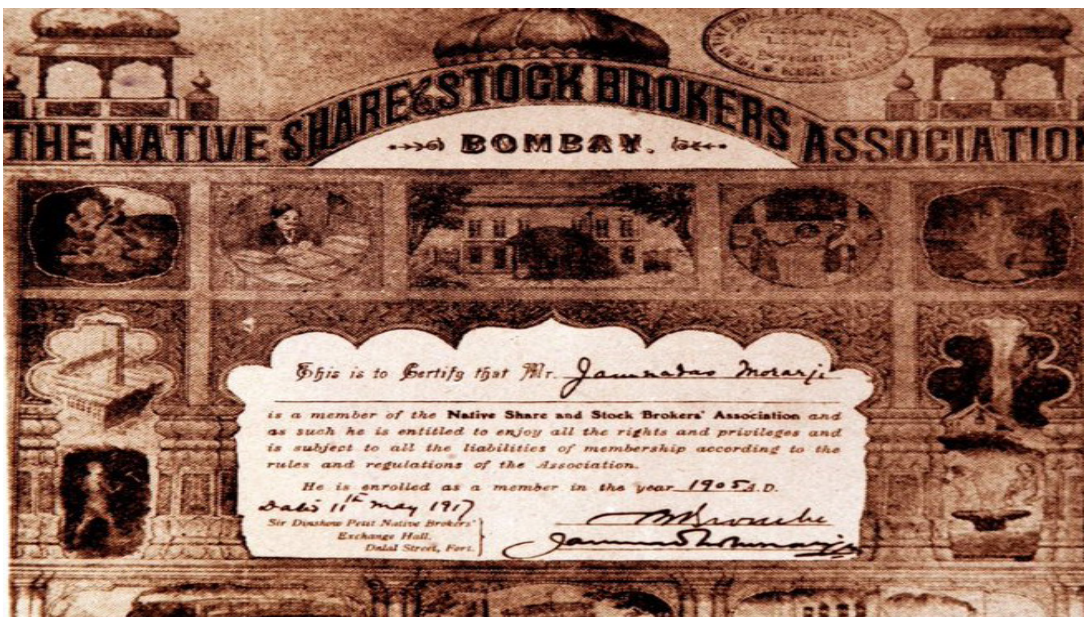 THE NATIVE SHARE & STOCK BROKERS ASSOCIATIO
BOMBAY.
This is to Certify that Mr. Jamnadas Morarji
is a member of the Native Share and Stock Brokers' Association and
as such he is entitled to enjoy all the rights and privileges and
is subject to all the liabilities of membership according to the
rules and regulations of the Association.
He is enrolled as a member in the year 1905 A.D.
Date 11th May 1917
Sir Dinshaw Petit Native Brokers'
Exchange Hall.
Dalal Street, Fort.